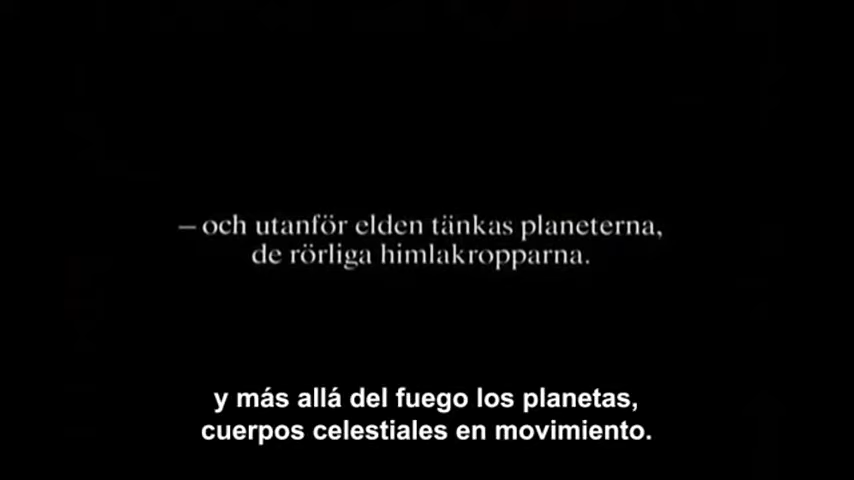 – och utanför elden tänkas planeterna,
de rörliga himlakropparna.
y más allá del fuego los planetas,
cuerpos celestiales en movimiento.